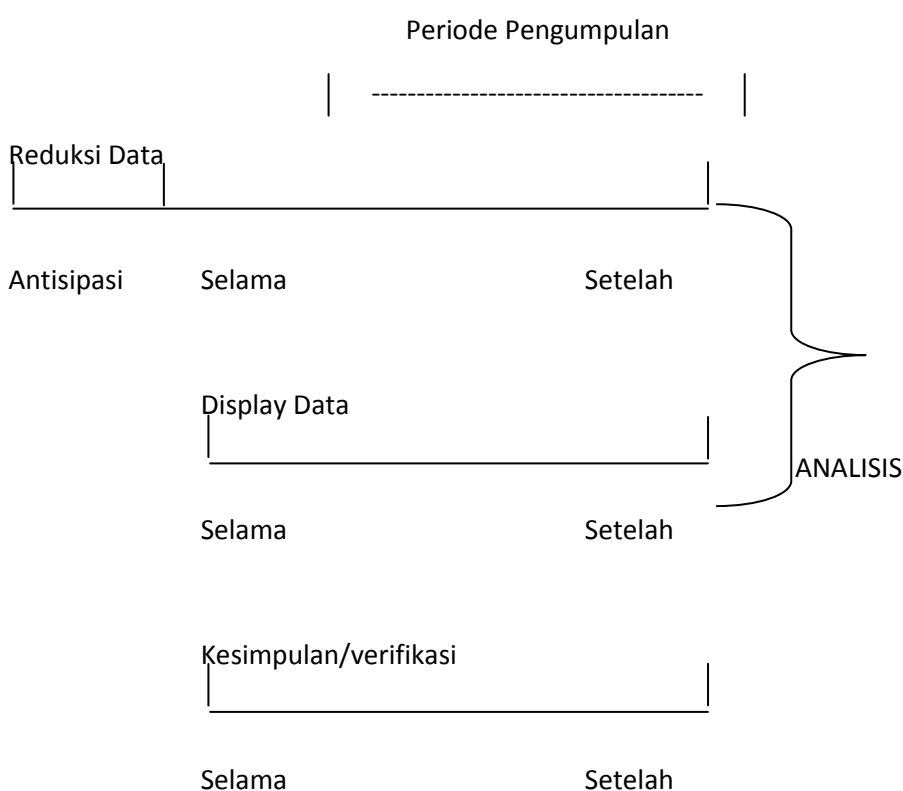 Periode Pengumpulan
Reduksi Data
Antisipasi Selama Setelah
Display Data
ANALISIS
Selama Setelah
Kesimpulan/verifikasi
Selama Setelah